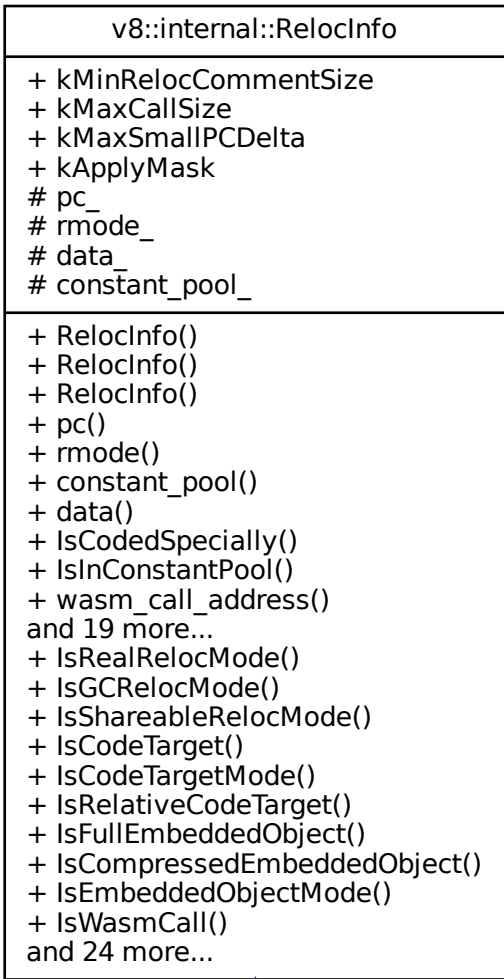 v8::internal::RelocInfo
+ kMinRelocCommentSize
+ kMaxCallSize
+ kMaxSmallPCDelta
+ kApplyMask
# pc_
# rmode_
# data_
# constant_pool_
+ RelocInfo()
+ RelocInfo()
+ RelocInfo()
+ pc()
+ rmode()
+ constant_pool()
+ data()
+ IsCodedSpecially()
+ IsInConstantPool()
+ wasm_call_address()
and 19 more...
+ IsRealRelocMode()
+ IsGCRelocMode()
+ IsShareableRelocMode()
+ IsCodeTarget()
+ IsCodeTargetMode()
+ IsRelativeCodeTarget()
+ IsFullEmbeddedObject()
+ IsCompressedEmbeddedObject()
+ IsEmbeddedObjectMode()
+ IsWasmCall()
and 24 more...